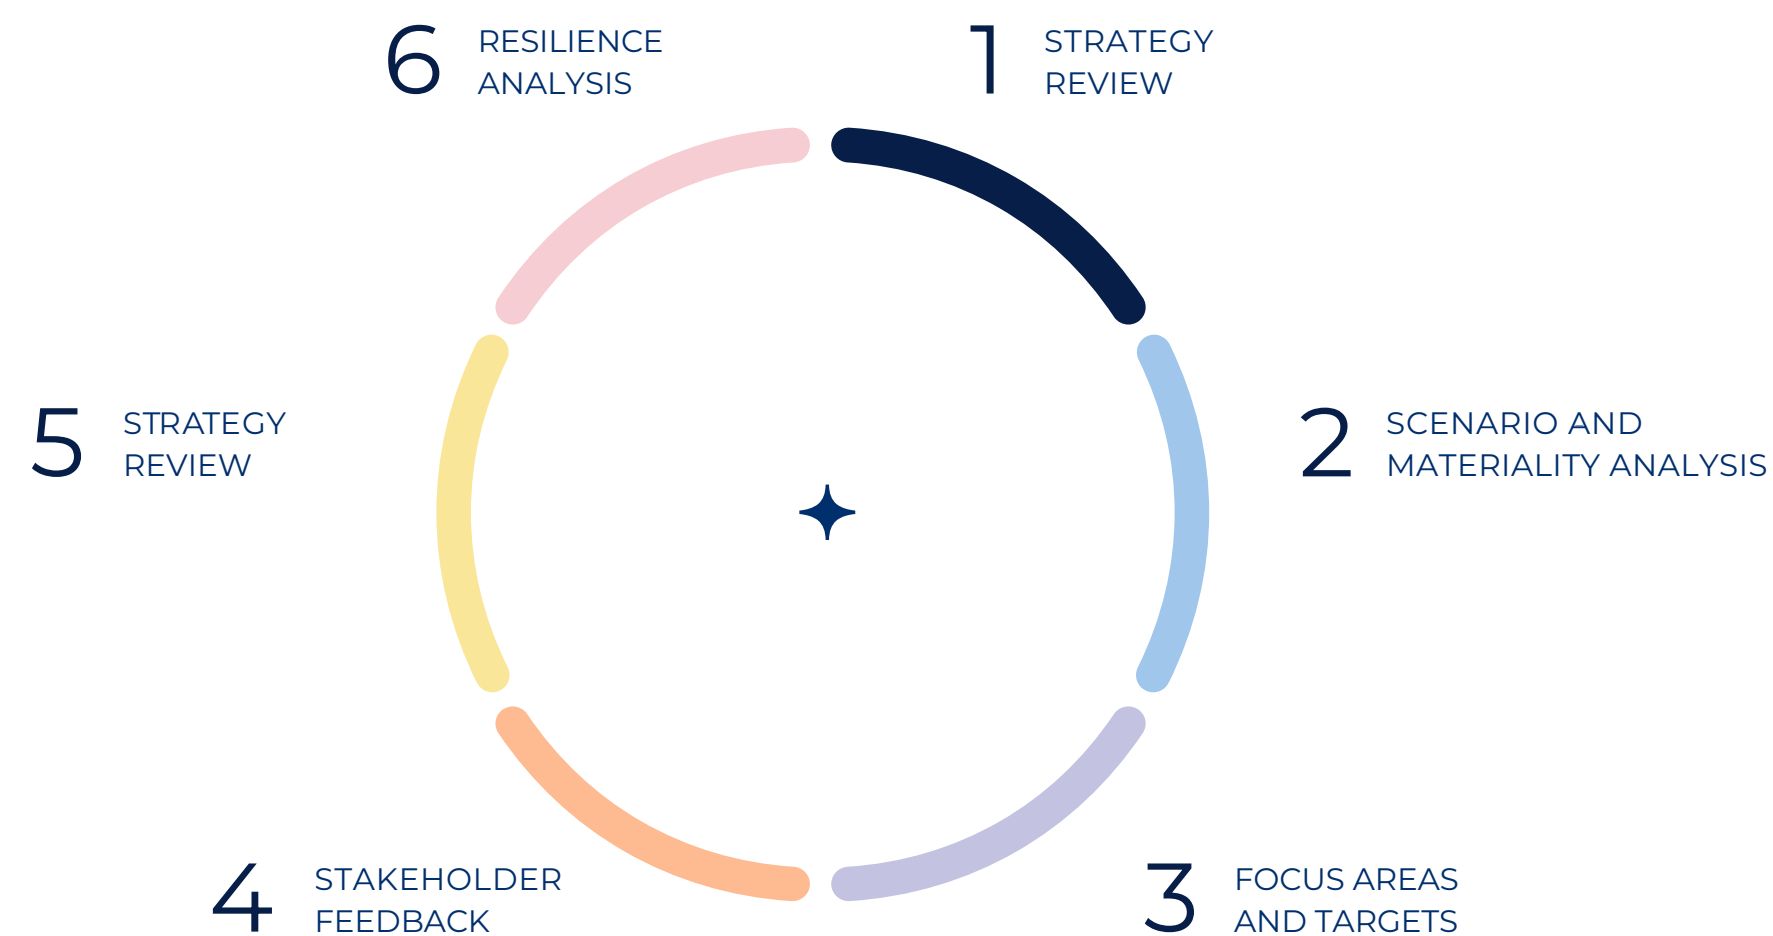 6 RESILIENCE
ANALYSIS
1 STRATEGY
REVIEW
5 STRATEGY
REVIEW
2 SCENARIO AND
MATERIALITY ANALYSIS
4 STAKEHOLDER
FEEDBACK
3 FOCUS AREAS
AND TARGETS